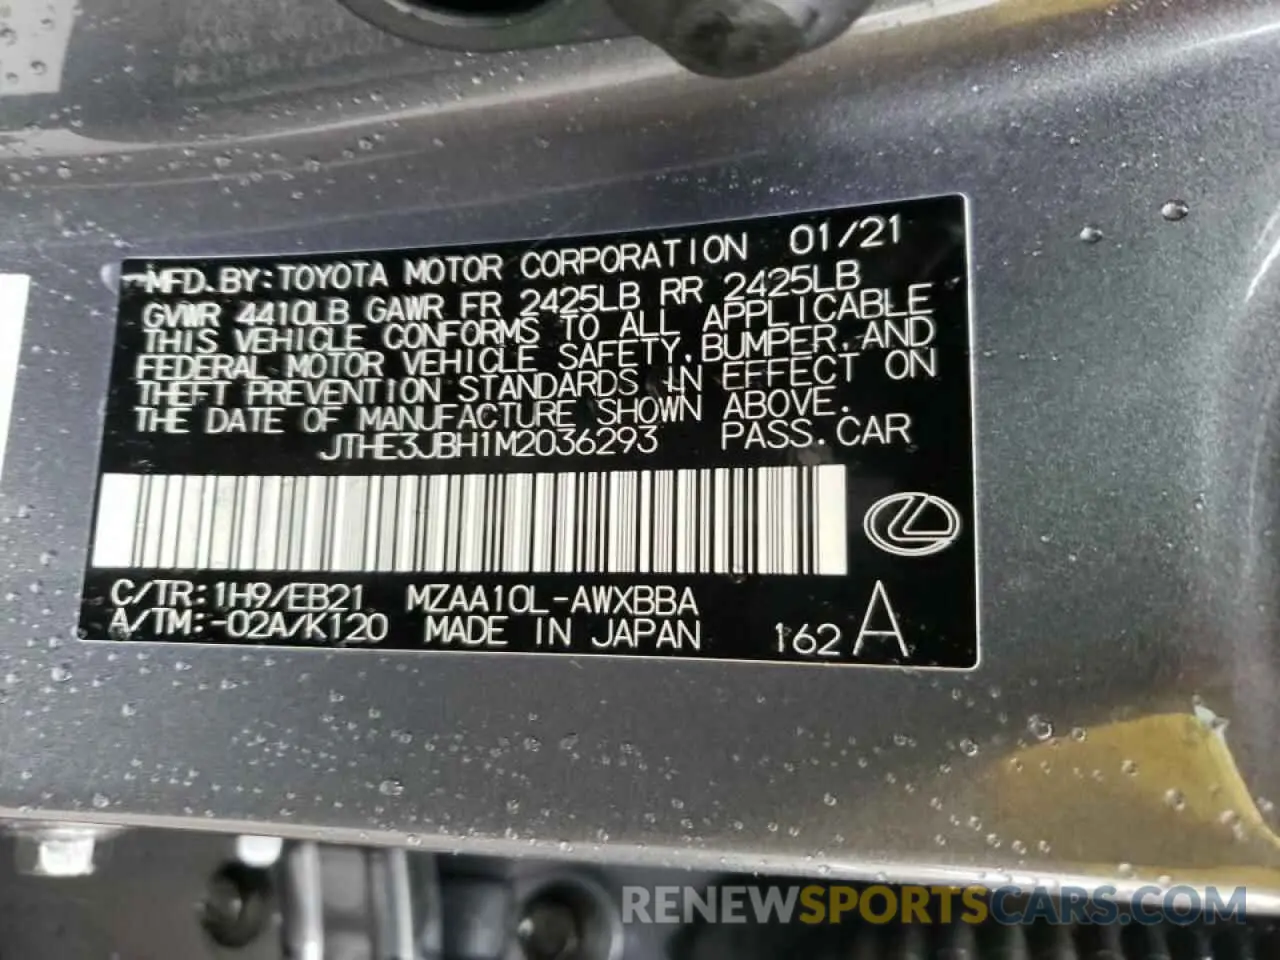 MFD. BY: TOYOTA MOTOR CORPORATION 01/21
GVWR 4410LB GAWR FR 2425LB RR 2425LB
THIS VEHICLE CONFORMS TO ALL APPLICABLE
FEDERAL MOTOR VEHICLE SAFETY, BUMPER, AND
THEFT PREVENTION STANDARDS IN EFFECT ON
THE DATE OF MANUFACTURE SHOWN ABOVE.
JTHE3JBH1M2036293 PASS. CAR
C/TR: 1H9/EB21 MZAA10L-AWXBBA
A/TM: -02A/K120 MADE IN JAPAN 162 A
RENEWSPORTSCARS.COM